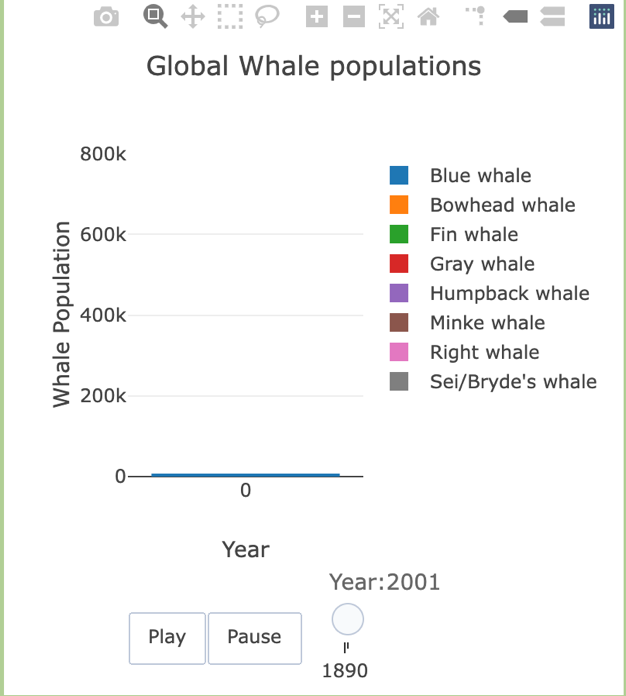 Global Whale populations
800k
600k
400k
200k
0
Whale Population
0
Year
Blue whale
Bowhead whale
Fin whale
Gray whale
Humpback whale
Minke whale
Right whale
Sei/Bryde's whale
Year:2001
Play
Pause
1890